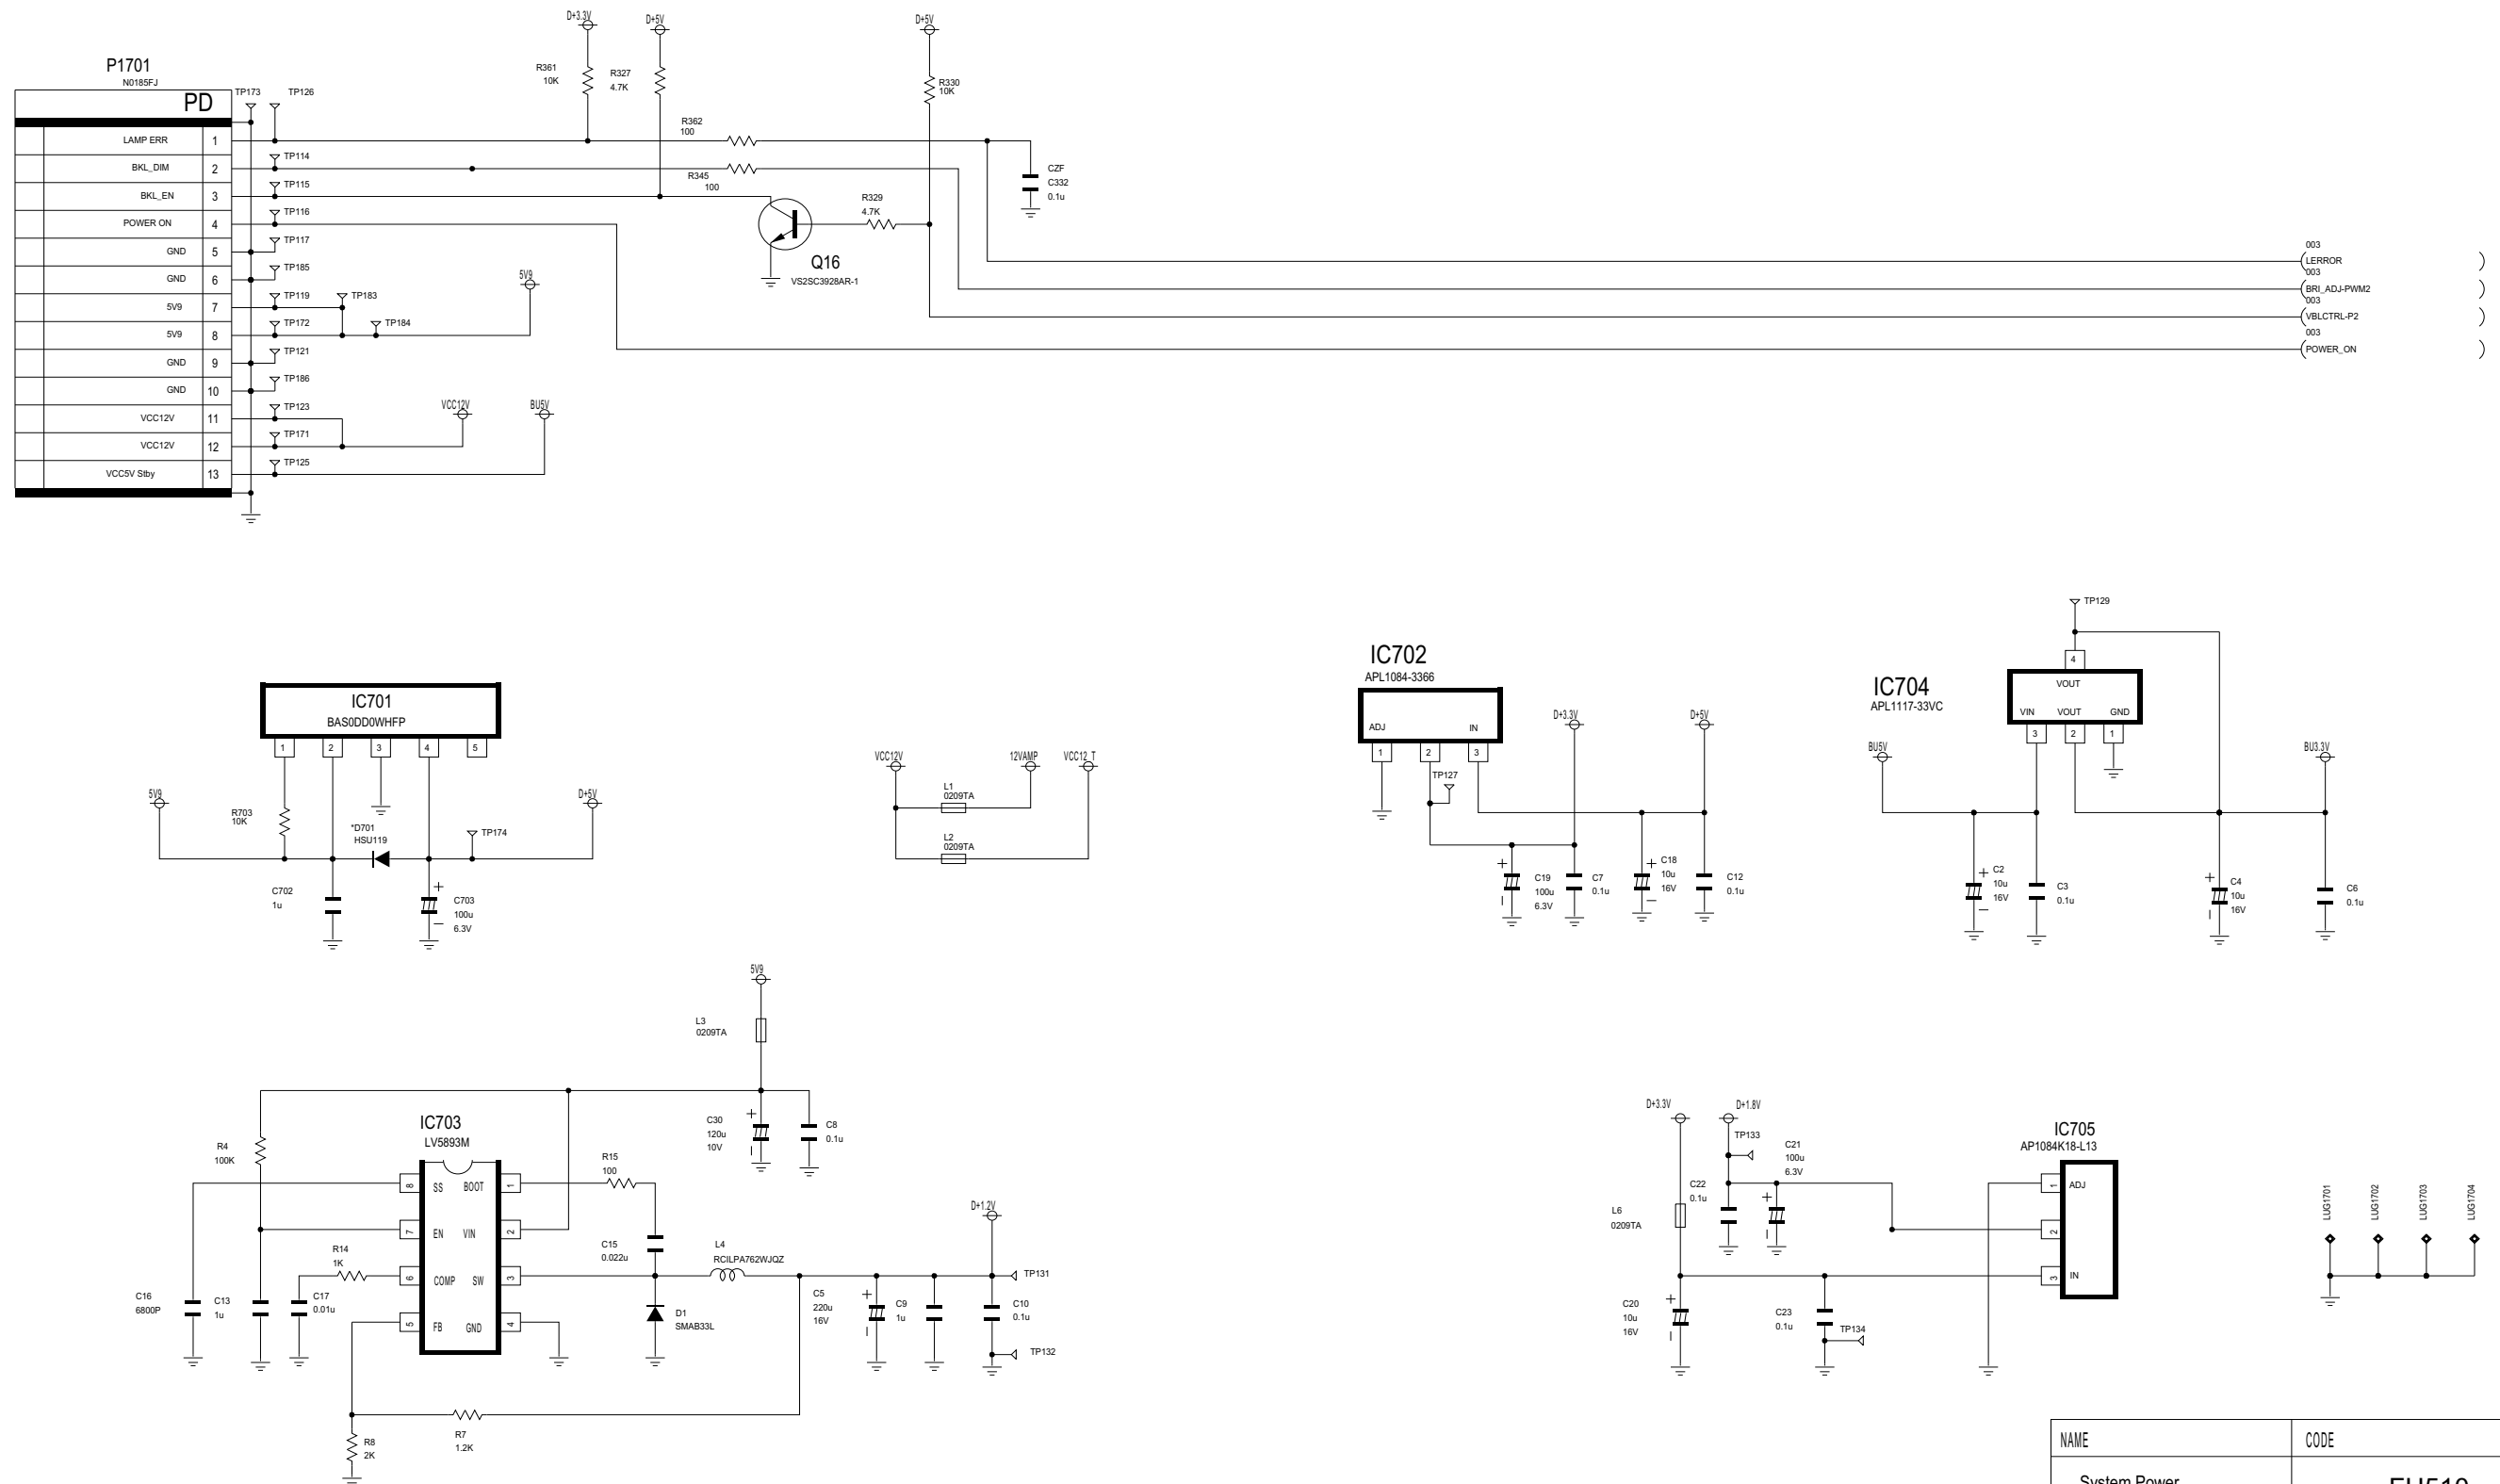 D+3.3V
D+5V
D+5V
P1701
N0185FJ
PD
TP173
TP126
R361
10K
R327
4.7K
R330
10K
R362
100
LAMP ERR 1
BKL_DIM 2
TP114
R345
100
CZF
C332
0.1u
BKL_EN 3
TP115
POWER ON 4
TP116
R329
4.7K
GND 5
TP117
Q16
VS2SC3928AR-1
GND 6
TP185
5V9
5V9 7
TP119
TP183
5V9 8
TP172
TP184
GND 9
TP121
GND 10
TP186
VCC12V 11
TP123
VCC12V
BU5V
VCC12V 12
TP171
VCC5V Stby 13
TP125
003
LERROR
003
BRI_ADJ-PWM2
003
VBLCTRL-P2
003
POWER_ON
IC701
BAS0DD0WHFP
1 2 3 4 5
5V9
D+5V
R703
10K
*D701
HSU119
TP174
C702
1u
C703
100u
6.3V
VCC12V
12VAMP
VCC12_T
L1
0209TA
L2
0209TA
IC702
APL1084-3366
ADJ
IN
1 2 3
TP127
D+3.3V
D+5V
C19
100u
6.3V
C7
0.1u
C18
10u
16V
C12
0.1u
TP129
4
IC704
APL1117-33VC
VOUT
VIN VOUT GND
3 2 1
BU5V
BU3.3V
C2
10u
16V
C3
0.1u
C4
10u
16V
C6
0.1u
5V9
L3
0209TA
IC703
LV5893M
R4
100K
C30
120u
10V
C8
0.1u
R15
100
8 SS BOOT 1
7 EN VIN 2
6 COMP SW 3
5 FB GND 4
R14
1K
C15
0.022u
L4
RCILPA762WJQZ
D+1.2V
TP131
C16
6800P
C13
1u
C17
0.01u
D1
SMAB33L
C5
220u
16V
C9
1u
C10
0.1u
TP132
R8
2K
R7
1.2K
D+3.3V
D+1.8V
TP133
C21
100u
6.3V
C22
0.1u
L6
0209TA
IC705
AP1084K18-L13
1 ADJ
2
3 IN
C20
10u
16V
C23
0.1u
TP134
LUG1701
LUG1702
LUG1703
LUG1704
NAME
CODE